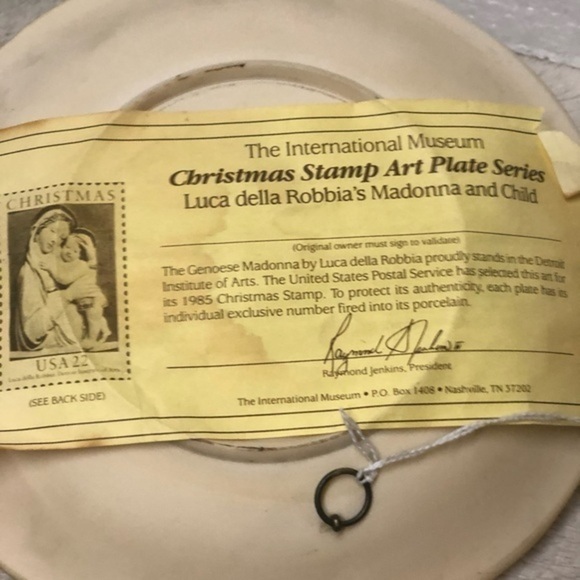 The International Museum
Christmas Stamp Art Plate Series
Luca della Robbia's Madonna and Child
(Original owner must sign to validate)
The Genoese Madonna by Luca della Robbia proudly stands in the Detroit
Institute of Arts. The United States Postal Service has selected this art for
its 1985 Christmas Stamp. To protect its authenticity, each plate has its
individual exclusive number fired into its porcelain.
Raymond Jenkins
Raymond Jenkins, President
The International Museum • P.O. Box 1408 • Nashville, TN 37202
CHRISTMAS
USA 22
(SEE BACK SIDE)